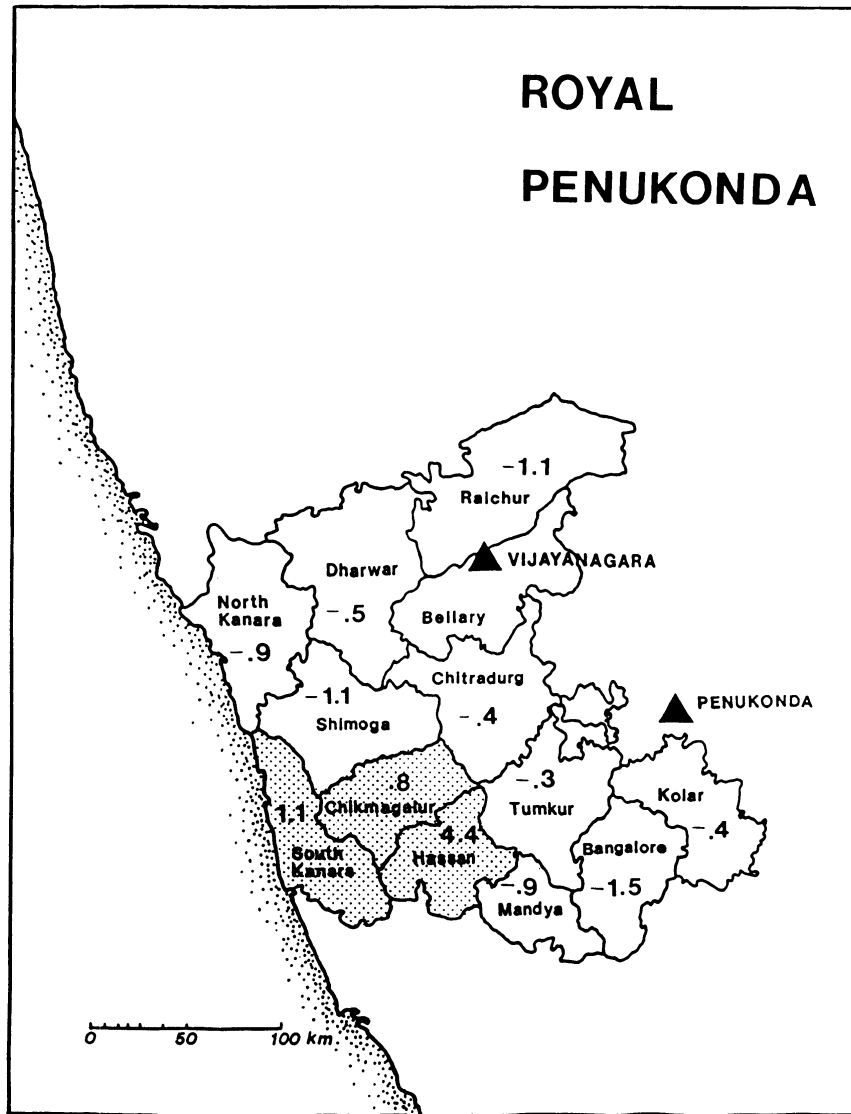 ROYAL
PENUKONDA
-1.1
Raichur
VIJAYANAGARA
Dharwar
-.5
Bellary
North
Kanara
-.9
Chitradurg
-.4
-1.1
Shimoga
PENUKONDA
-.3
Tumkur
Kolar
-.4
.8
Chikmagalur
1.1
South
Kanara
4.4
Hassan
Bangalore
-1.5
-.9
Mandya
0 50 100 km.